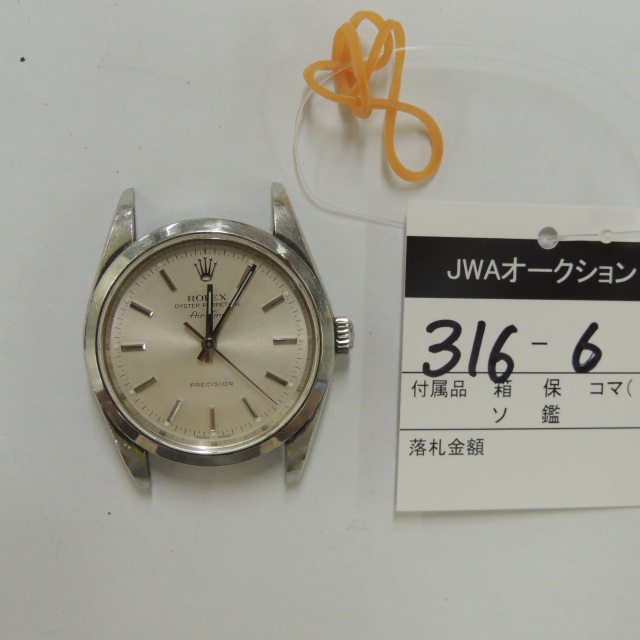 ROLEX
OYSTER PERPETUAL
Air-King
PRECISION
JWAオークション
316-6
付属品 箱 保 コマ(
ソ 鑑
落札金額